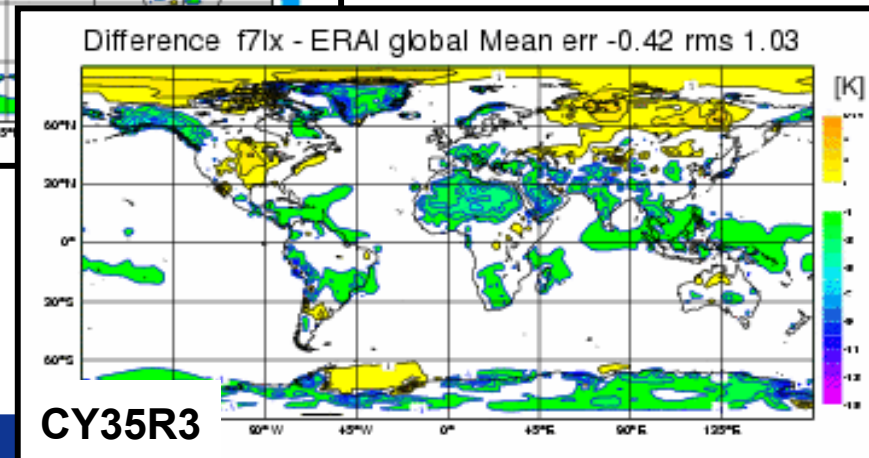 Difference f7lx - ERAI global Mean err -0.42 rms 1.03
[K]
60°N
30°N
0°
30°S
60°S
90°W 45°W 0° 45°E 90°E 135°E
-11
CY35R3